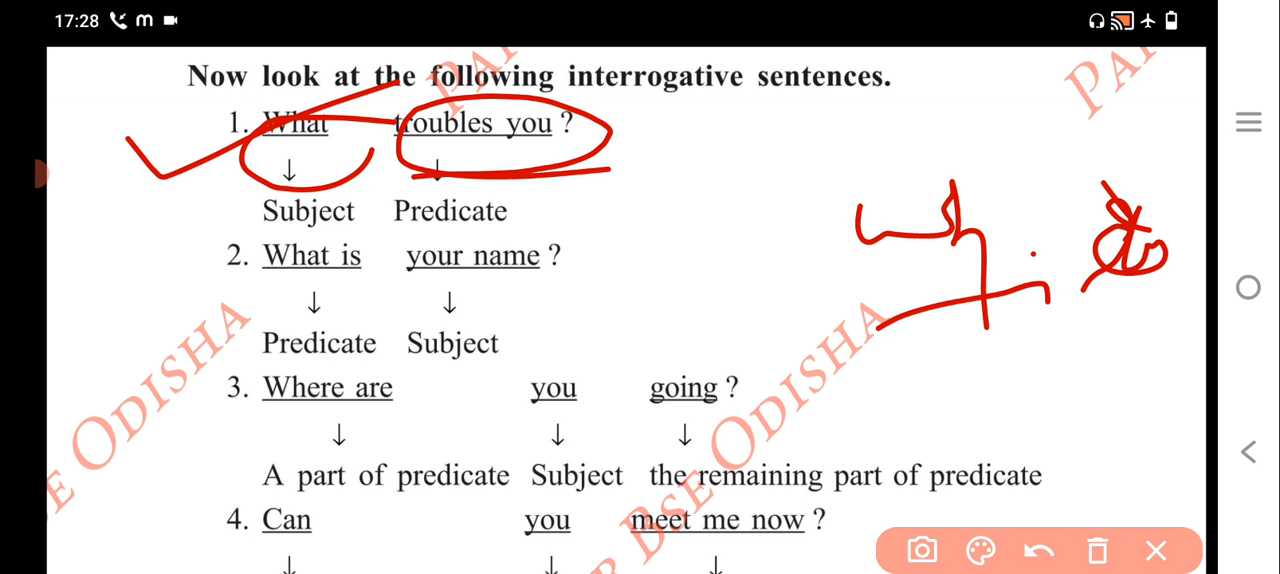 17:28
Now look at the following interrogative sentences.
1. What troubles you ?
↓ ↓
Subject Predicate
2. What is your name ?
↓ ↓
Predicate Subject
3. Where are you going ?
↓ ↓ ↓
A part of predicate Subject the remaining part of predicate
4. Can you meet me now ?
↓ ↓ ↓
E ODISHA
BSE ODISHA